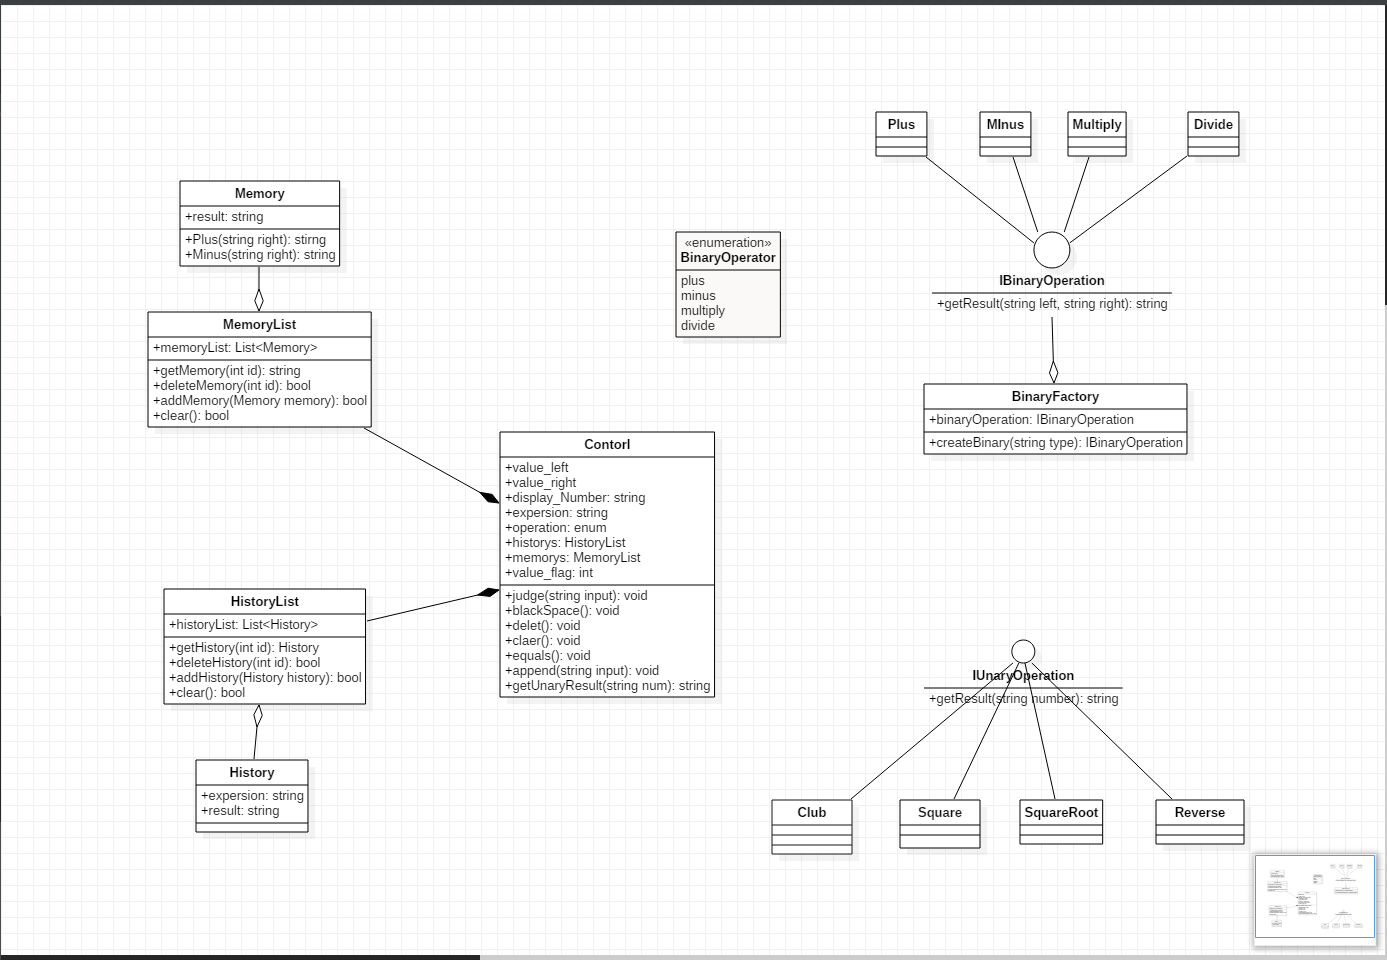 Plus
MInus
Multiply
Divide
Memory
+result: string
+Plus(string right): stirng
+Minus(string right): string
«enumeration»
BinaryOperator
plus
minus
multiply
divide
IBinaryOperation
+getResult(string left, string right): string
MemoryList
+memoryList: List<Memory>
+getMemory(int id): string
+deleteMemory(int id): bool
+addMemory(Memory memory): bool
+clear(): bool
BinaryFactory
+binaryOperation: IBinaryOperation
+createBinary(string type): IBinaryOperation
Contorl
+value_left
+value_right
+display_Number: string
+expersion: string
+operation: enum
+historys: HistoryList
+memorys: MemoryList
+value_flag: int
+judge(string input): void
+blackSpace(): void
+delet(): void
+claer(): void
+equals(): void
+append(string input): void
+getUnaryResult(string num): string
HistoryList
+historyList: List<History>
+getHistory(int id): History
+deleteHistory(int id): bool
+addHistory(History history): bool
+clear(): bool
IUnaryOperation
+getResult(string number): string
History
+expersion: string
+result: string
Club
Square
SquareRoot
Reverse